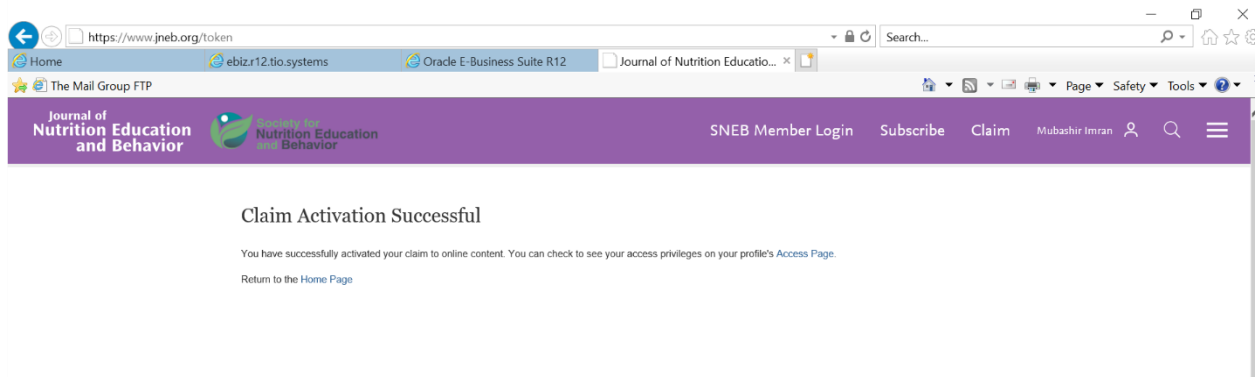 https://www.jneb.org/token
Search...
Home
ebiz.r12.tio.systems
Oracle E-Business Suite R12
Journal of Nutrition Educatio...
The Mail Group FTP
Page
Safety
Tools
Journal of
Nutrition Education
and Behavior
Society for
Nutrition Education
and Behavior
SNEB Member Login
Subscribe
Claim
Mubashir Imran
Claim Activation Successful
You have successfully activated your claim to online content. You can check to see your access privileges on your profile's Access Page.
Return to the Home Page